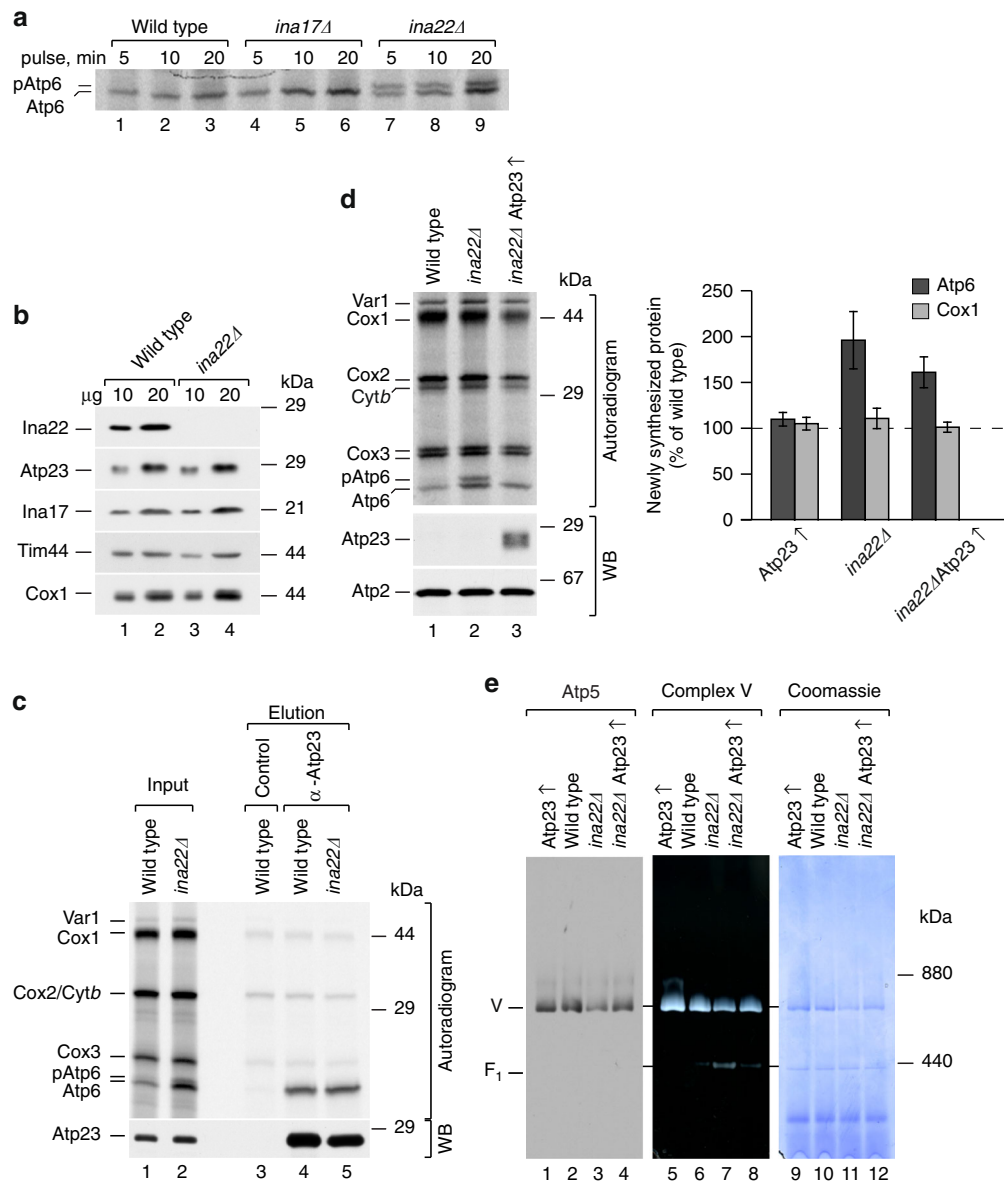 a
Wild type ina17Δ ina22Δ
pulse, min 5 10 20 5 10 20 5 10 20
pAtp6
Atp6
1 2 3 4 5 6 7 8 9
b
Wild type ina22Δ
μg 10 20 10 20 kDa
Ina22 29
Atp23 29
Ina17 21
Tim44 44
Cox1 44
1 2 3 4
d
Wild type ina22Δ ina22Δ Atp23 ↑
kDa
Var1
Cox1 44
Cox2
Cytb 29
Cox3
pAtp6
Atp6
Autoradiogram
Atp23 29
Atp2 67
WB
1 2 3
Atp6
Cox1
Newly synthesized protein
(% of wild type)
250
200
150
100
50
0
Atp23 ↑ ina22Δ ina22ΔAtp23 ↑
c
Elution
Input Control α-Atp23
Wild type ina22Δ Wild type Wild type ina22Δ
kDa
Var1
Cox1 44
Cox2/Cytb 29
Cox3
pAtp6
Atp6
Autoradiogram
Atp23 29
WB
1 2 3 4 5
e
Atp5 Complex V Coomassie
Atp23 ↑ Wild type ina22Δ ina22Δ Atp23 ↑ Atp23 ↑ Wild type ina22Δ ina22Δ Atp23 ↑ Atp23 ↑ Wild type ina22Δ ina22Δ Atp23 ↑
kDa
880
V
F1 440
1 2 3 4 5 6 7 8 9 10 11 12